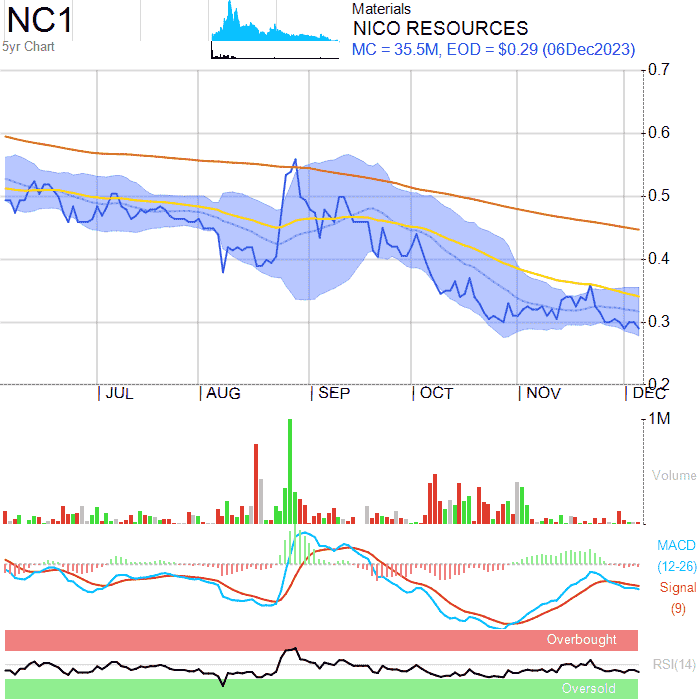 NC1
5yr Chart
Materials
NICO RESOURCES
MC = 35.5M, EOD = $0.29 (06Dec2023)
0.7
0.6
0.5
0.4
0.3
0.2
JUL AUG SEP OCT NOV DEC
1M
Volume
MACD
(12-26)
Signal
(9)
Overbought
RSI(14)
Oversold